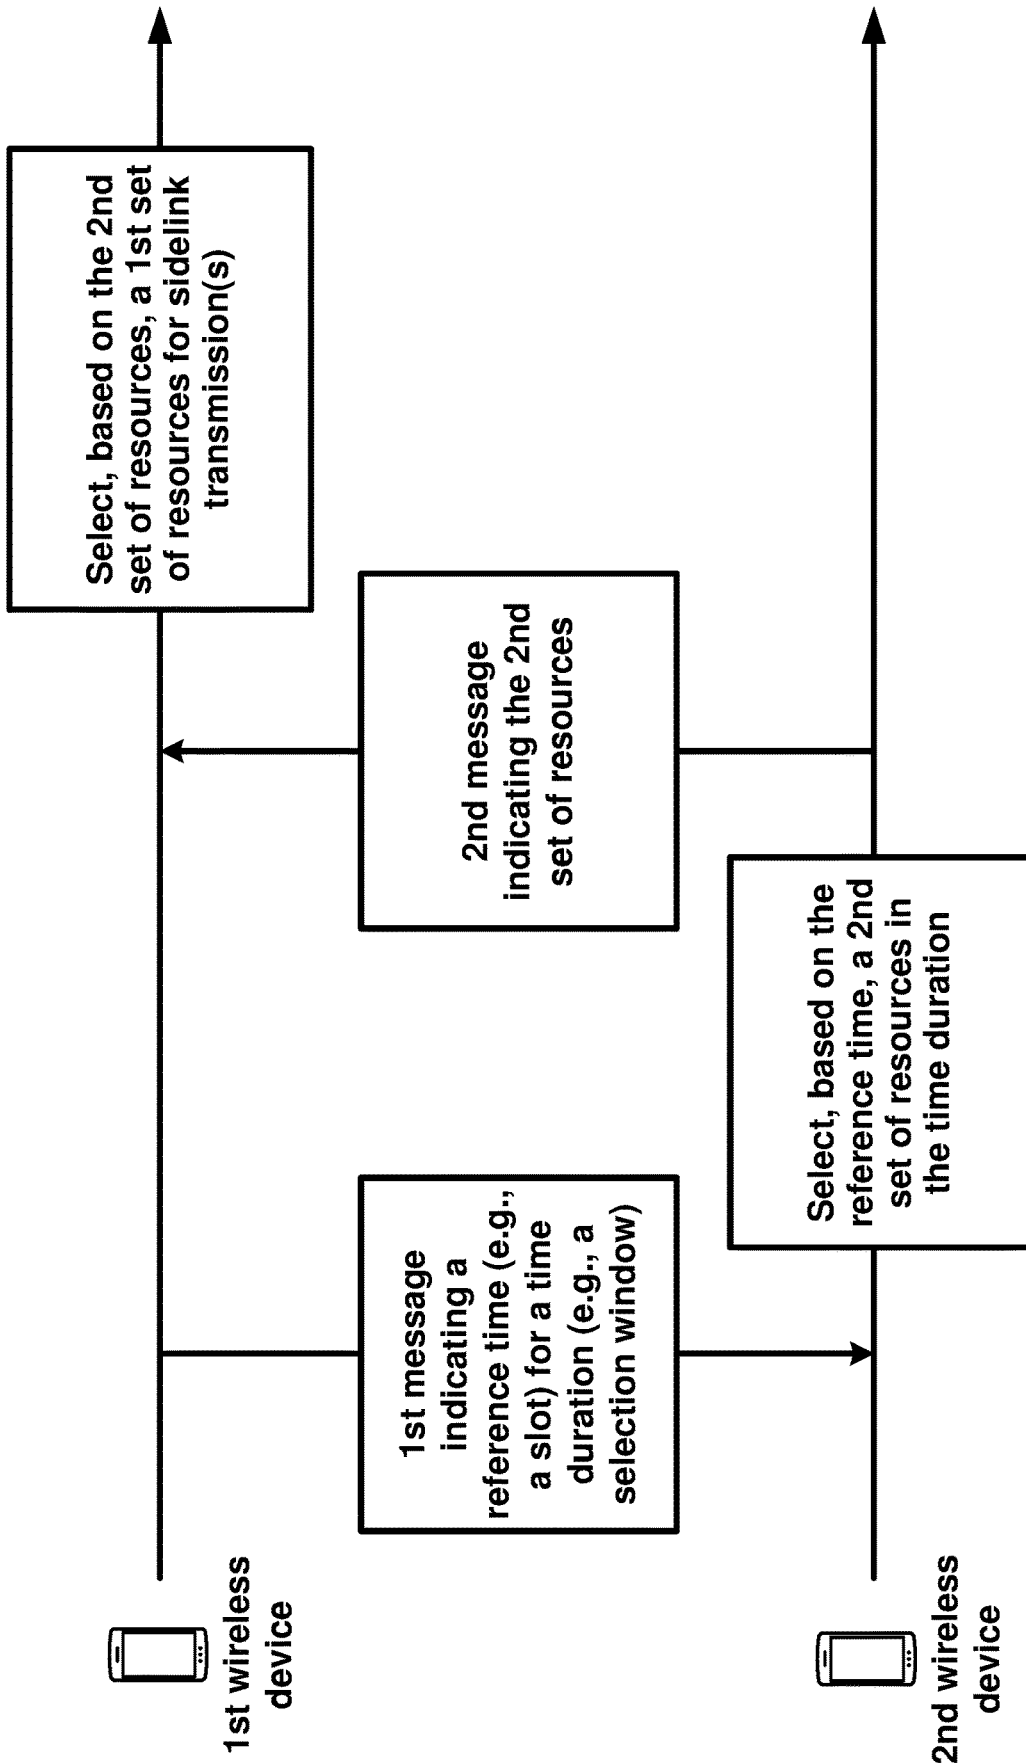 1st wireless
device
2nd wireless
device
1st message
indicating a
reference time (e.g.,
a slot) for a time
duration (e.g., a
selection window)
Select, based on the
reference time, a 2nd
set of resources in
the time duration
2nd message
indicating the 2nd
set of resources
Select, based on the 2nd
set of resources, a 1st set
of resources for sidelink
transmission(s)